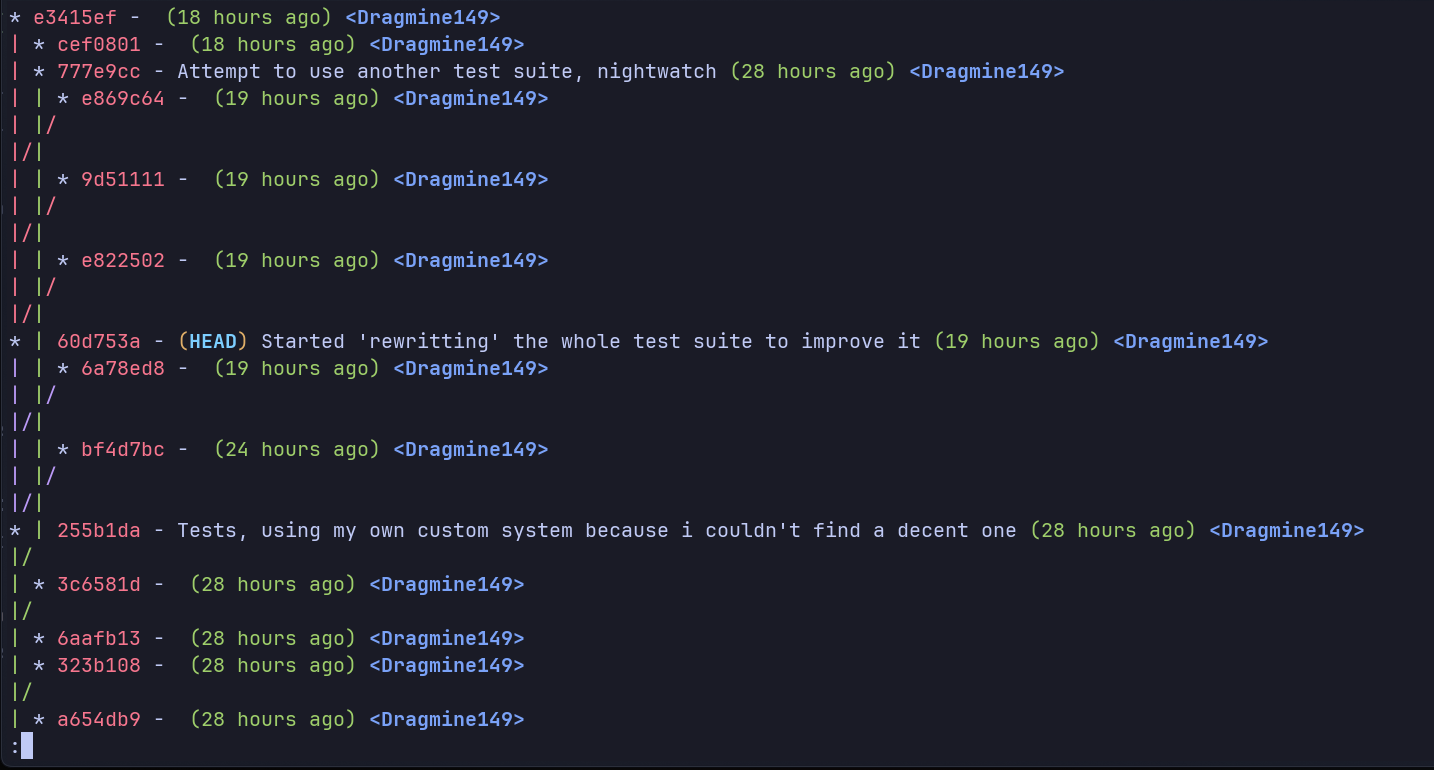 * e3415ef -  (18 hours ago) <Dragmine149>
| * cef0801 -  (18 hours ago) <Dragmine149>
| * 777e9cc - Attempt to use another test suite, nightwatch (28 hours ago) <Dragmine149>
| | * e869c64 -  (19 hours ago) <Dragmine149>
| |/
|/|
| | * 9d51111 -  (19 hours ago) <Dragmine149>
| |/
|/|
| | * e822502 -  (19 hours ago) <Dragmine149>
| |/
|/|
* | 60d753a - (HEAD) Started 'rewritting' the whole test suite to improve it (19 hours ago) <Dragmine149>
| | * 6a78ed8 -  (19 hours ago) <Dragmine149>
| |/
|/|
| | * bf4d7bc -  (24 hours ago) <Dragmine149>
| |/
|/|
* | 255b1da - Tests, using my own custom system because i couldn't find a decent one (28 hours ago) <Dragmine149>
|/
| * 3c6581d -  (28 hours ago) <Dragmine149>
|/
| * 6aafb13 -  (28 hours ago) <Dragmine149>
| * 323b108 -  (28 hours ago) <Dragmine149>
|/
| * a654db9 -  (28 hours ago) <Dragmine149>
: